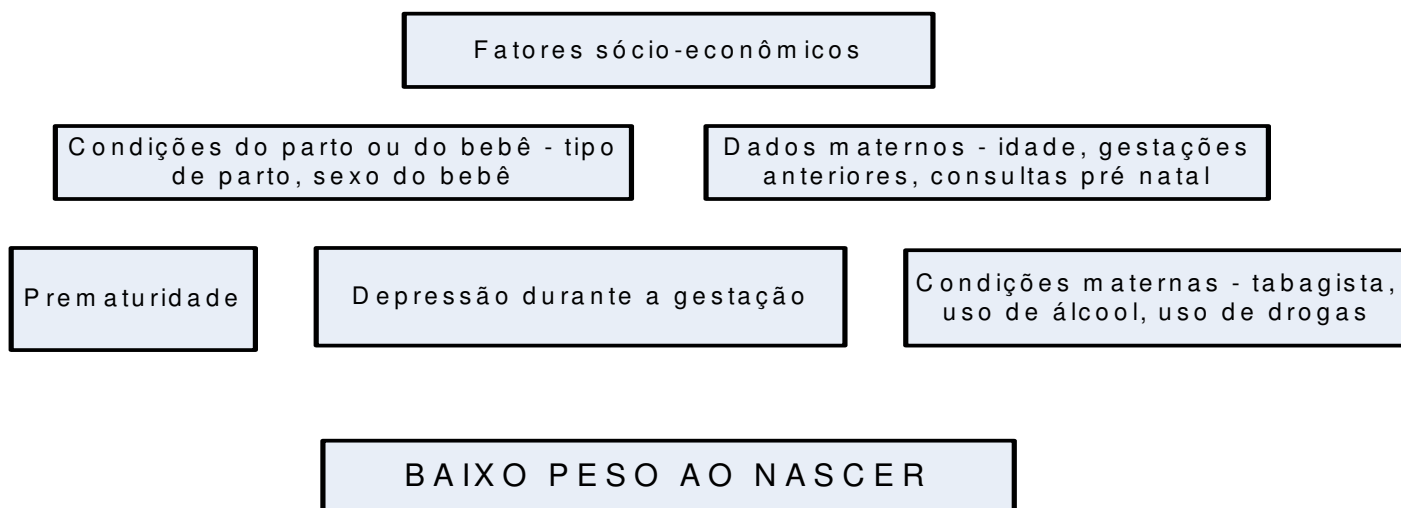 Fatores sócio-econômicos
Condições do parto ou do bebê - tipo
de parto, sexo do bebê
Dados maternos - idade, gestações
anteriores, consultas pré natal
Prematuridade
Depressão durante a gestação
Condições maternas - tabagista,
uso de álcool, uso de drogas
BAIXO PESO AO NASCER